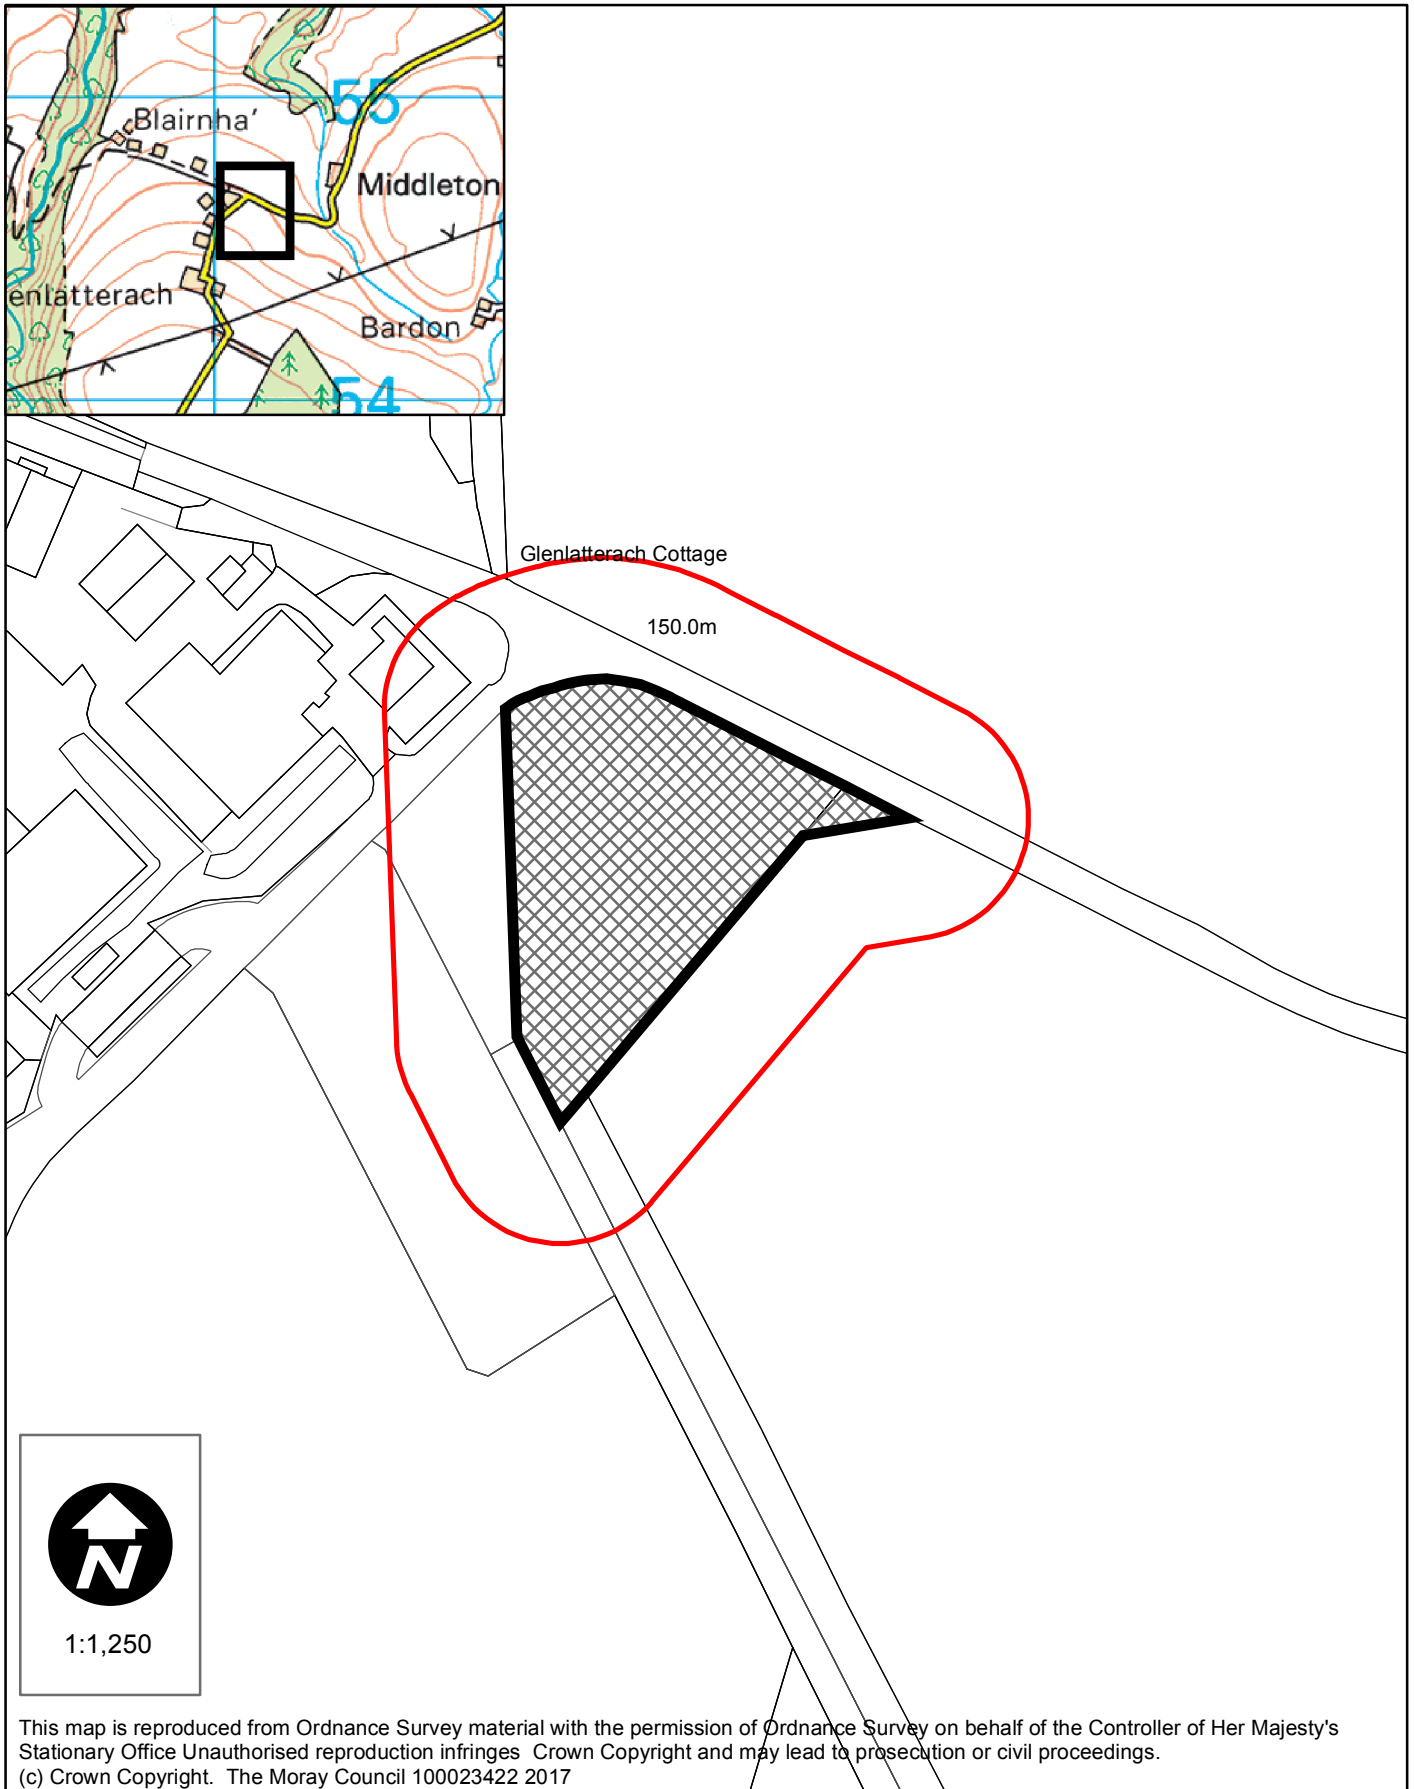 55
Blairnha'
Middleton
enlatterach
Bardon
54
Glenlatterach Cottage
150.0m
N
1:1,250
This map is reproduced from Ordnance Survey material with the permission of Ordnance Survey on behalf of the Controller of Her Majesty's
Stationary Office Unauthorised reproduction infringes Crown Copyright and may lead to prosecution or civil proceedings.
(c) Crown Copyright. The Moray Council 100023422 2017